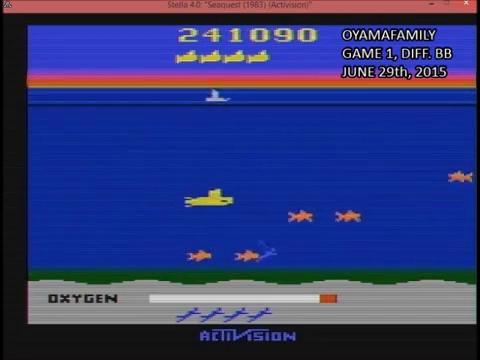 Stella 4.0: "Seaquest (1983) (Activision)"
241090
OYAMAFAMILY
GAME 1, DIFF. BB
JUNE 29th, 2015
OXYGEN
ACTIVISION